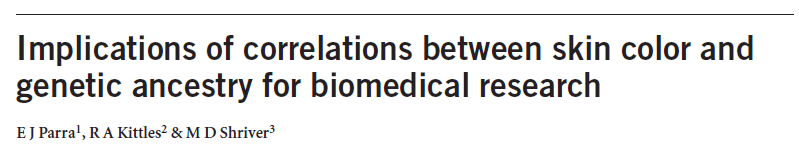 Implications of correlations between skin color and
genetic ancestry for biomedical research
E J Parra¹, R A Kittles² & M D Shriver³